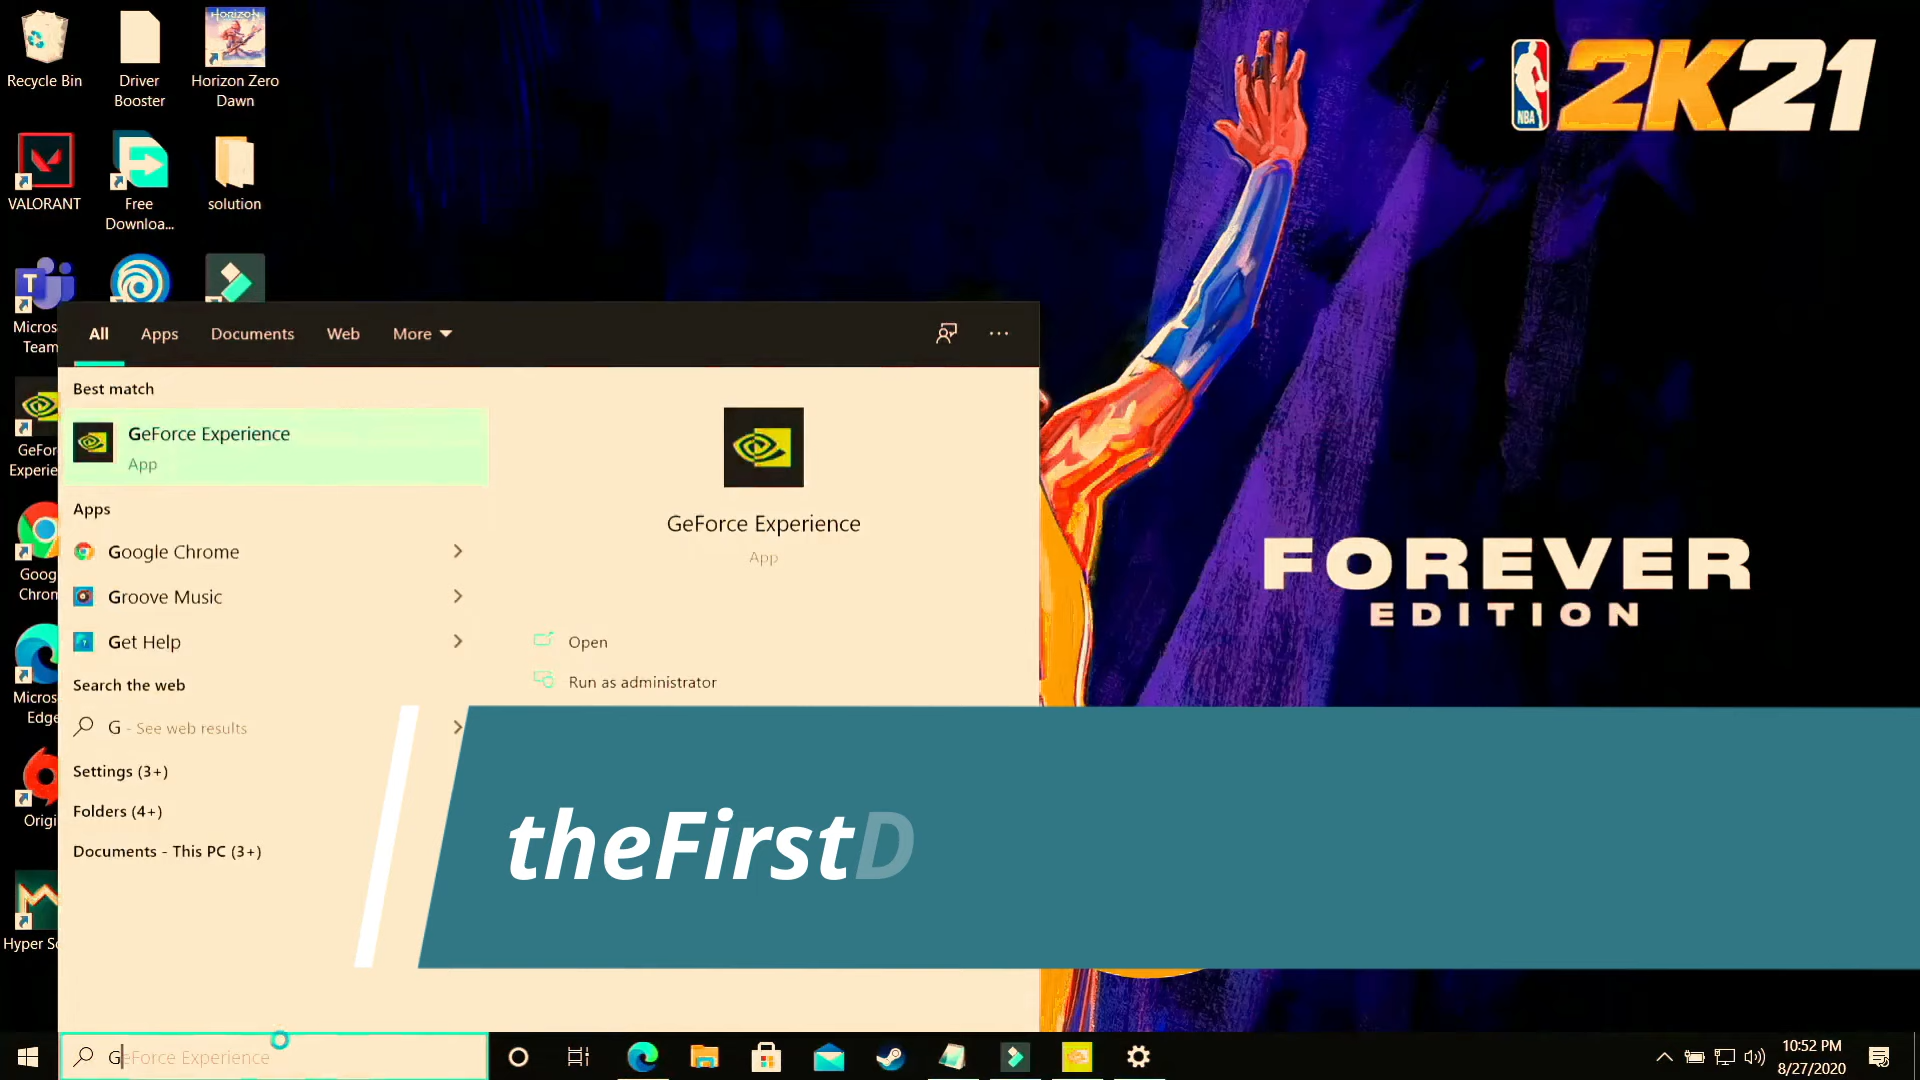 Recycle Bin
Driver
Booster
HORIZON
Horizon Zero
Dawn
VALORANT
Free
Downloa...
solution
Micros
Team
GeFor
Experie
Goog
Chrom
Micros
Edge
Origi
Hyper Sc
NBA
2K21
FOREVER
EDITION
All
Apps
Documents
Web
More
Best match
GeForce Experience
App
Apps
Google Chrome
Groove Music
Get Help
Search the web
G - See web results
Settings (3+)
Folders (4+)
Documents - This PC (3+)
GeForce Experience
App
Open
Run as administrator
theFirstD
GeForce Experience
10:52 PM
8/27/2020